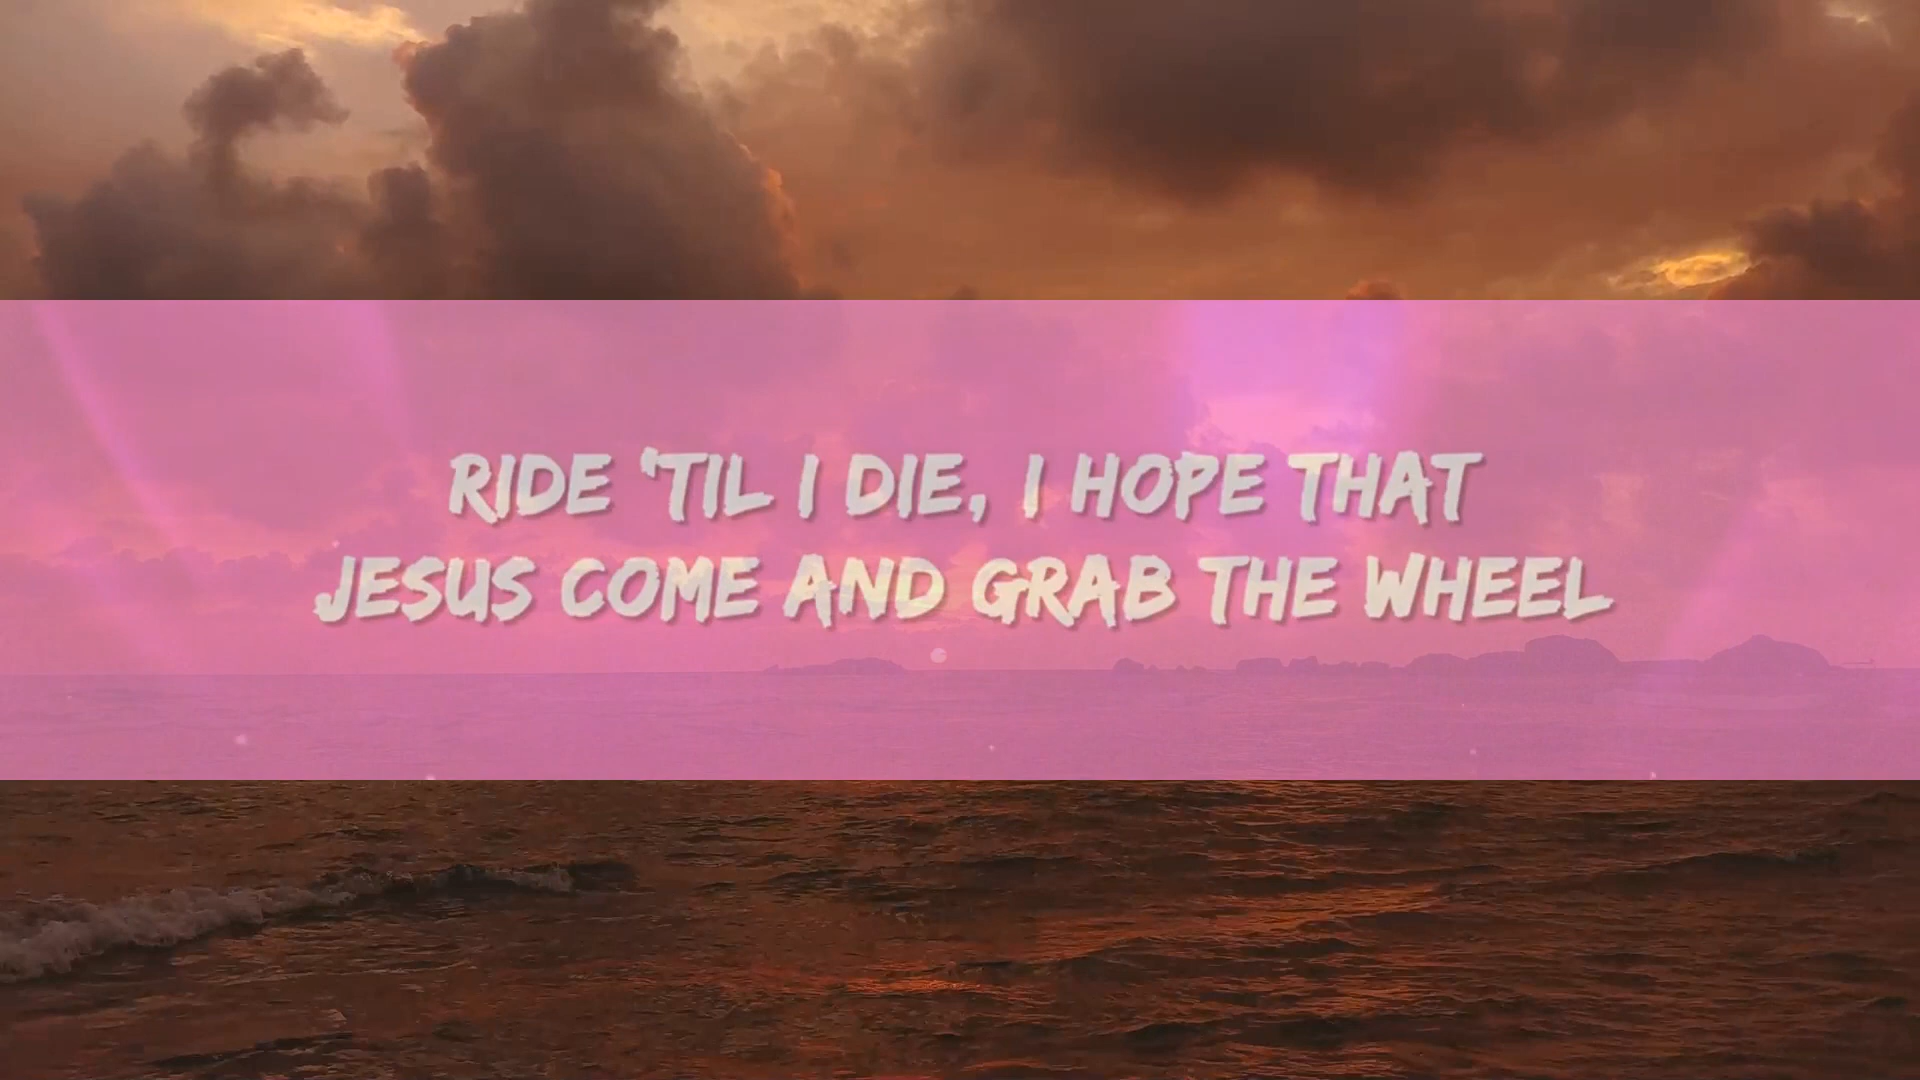 RIDE 'TIL I DIE, I HOPE THAT
JESUS COME AND GRAB THE WHEEL